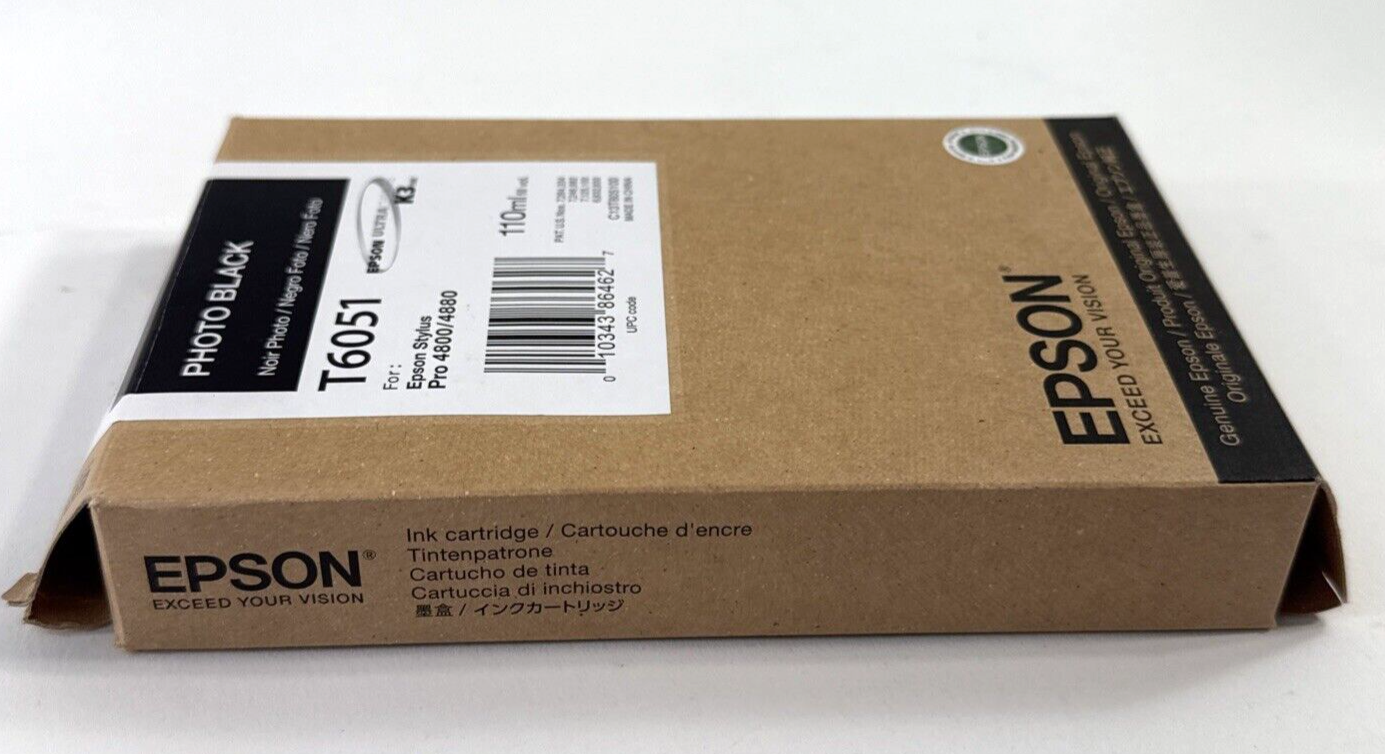 PHOTO BLACK
Noir Photo / Negro Foto / Nero Foto
T6051
For:
Epson Stylus
Pro 4800/4880
EPSON ULTRA
K3
110ml
0 10343 86462 7
UPC code
C13T605100
MADE IN CHINA
EPSON®
EXCEED YOUR VISION
Genuine Epson / Produit Original Epson / Original Epson
Originale Epson /
EPSON®
EXCEED YOUR VISION
Ink cartridge / Cartouche d'encre
Tintenpatrone
Cartucho de tinta
Cartuccia di inchiostro
墨盒 / インクカートリッジ